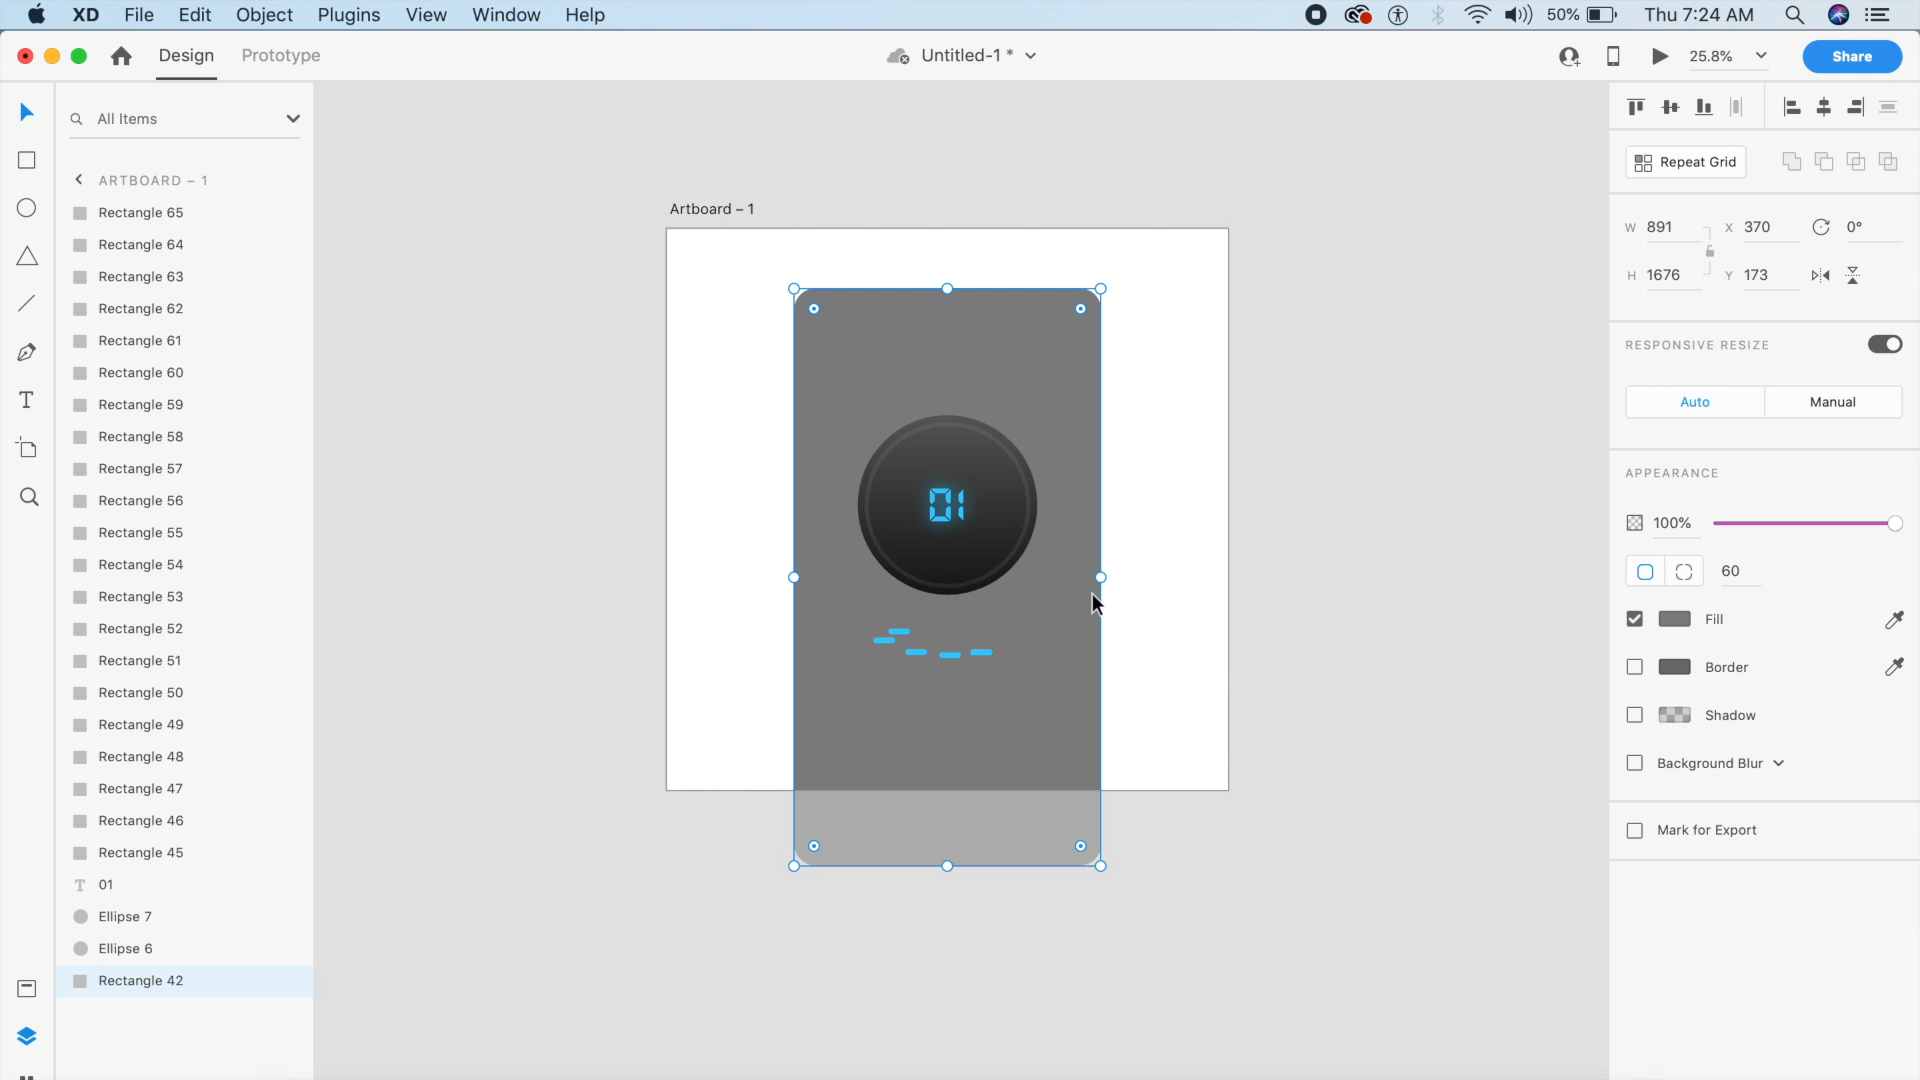 XD File Edit Object Plugins View Window Help 50% Thu 7:24 AM
Design Prototype Untitled-1 * 25.8% Share
All Items
ARTBOARD – 1
Rectangle 65
Rectangle 64
Rectangle 63
Rectangle 62
Rectangle 61
Rectangle 60
Rectangle 59
Rectangle 58
Rectangle 57
Rectangle 56
Rectangle 55
Rectangle 54
Rectangle 53
Rectangle 52
Rectangle 51
Rectangle 50
Rectangle 49
Rectangle 48
Rectangle 47
Rectangle 46
Rectangle 45
T 01
Ellipse 7
Ellipse 6
Rectangle 42
Artboard – 1
01
Repeat Grid
W 891 X 370 0°
H 1676 Y 173
RESPONSIVE RESIZE
Auto Manual
APPEARANCE
100%
60
Fill
Border
Shadow
Background Blur
Mark for Export